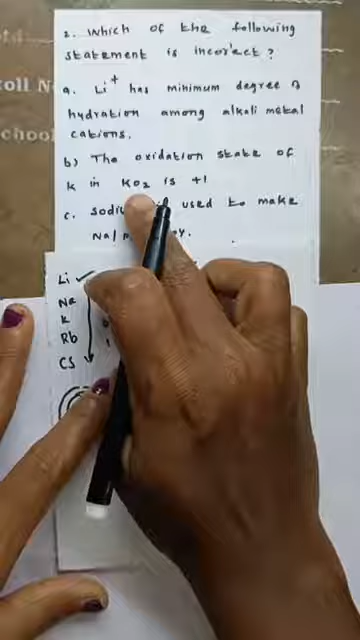 2. Which of the following
statement is incorrect ?
a. Li+ has minimum degree of
hydration among alkali metal
cations.
b) The oxidation state of
K in KO2 is +1
c. used to make
Na/
Li
Na
K
Rb
Cs